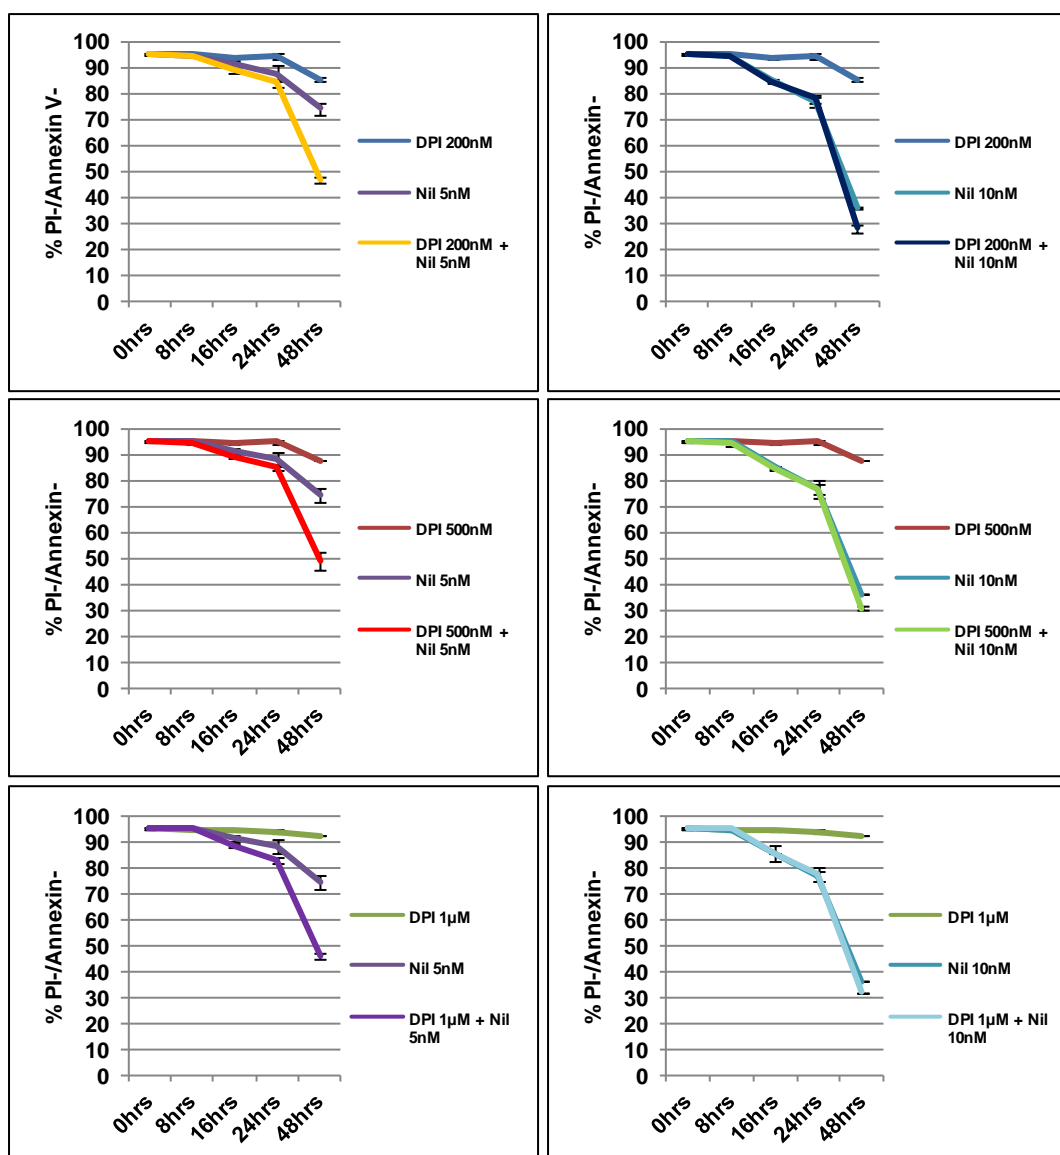 % PI-/Annexin V-
100
90
80
70
60
50
40
30
20
10
0
0hrs
8hrs
16hrs
24hrs
48hrs
DPI 200nM
Nil 5nM
DPI 200nM +
Nil 5nM
% PI-/Annexin-
100
90
80
70
60
50
40
30
20
10
0
0hrs
8hrs
16hrs
24hrs
48hrs
DPI 200nM
Nil 10nM
DPI 200nM +
Nil 10nM
% PI-/Annexin-
100
90
80
70
60
50
40
30
20
10
0
0hrs
8hrs
16hrs
24hrs
48hrs
DPI 500nM
Nil 5nM
DPI 500nM +
Nil 5nM
% PI-/Annexin-
100
90
80
70
60
50
40
30
20
10
0
0hrs
8hrs
16hrs
24hrs
48hrs
DPI 500nM
Nil 10nM
DPI 500nM +
Nil 10nM
% PI-/Annexin-
100
90
80
70
60
50
40
30
20
10
0
0hrs
8hrs
16hrs
24hrs
48hrs
DPI 1µM
Nil 5nM
DPI 1µM + Nil
5nM
% PI-/Annexin-
100
90
80
70
60
50
40
30
20
10
0
0hrs
8hrs
16hrs
24hrs
48hrs
DPI 1µM
Nil 10nM
DPI 1µM + Nil
10nM